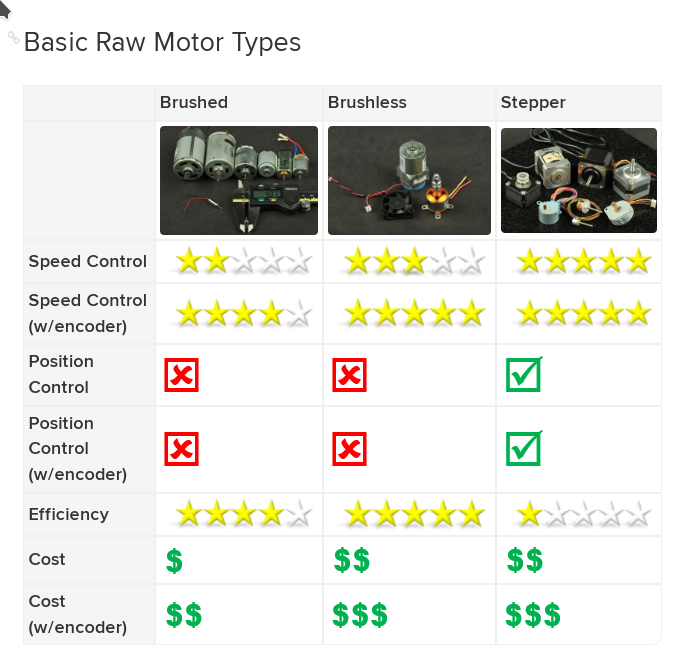 Basic Raw Motor Types
Brushed Brushless Stepper
Speed Control
Speed Control
(w/encoder)
Position
Control
Position
Control
(w/encoder)
Efficiency
Cost $ $$ $$
Cost
(w/encoder) $$ $$$ $$$